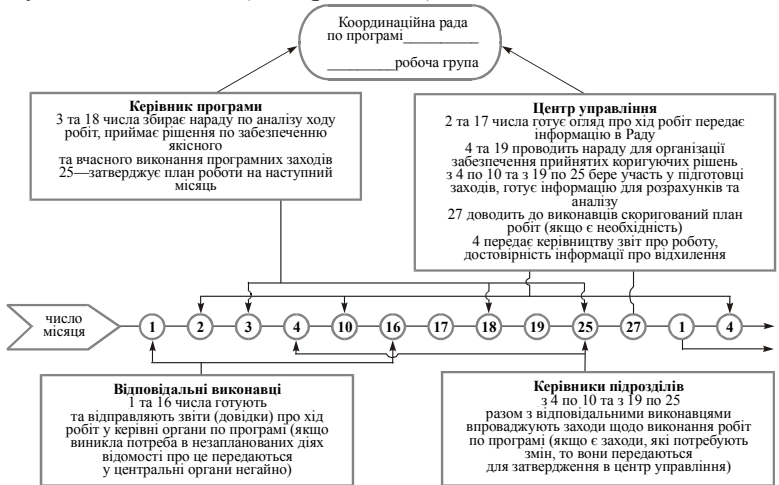 Координаційна рада
по програмі__________
_________робоча група
Керівник програми
3 та 18 числа збирає нараду по аналізу ходу
робіт, приймає рішення по забезпеченню
якісного
та вчасного виконання програмних заходів
25—затверджує план роботи на наступний
місяць
Центр управління
2 та 17 числа готує огляд про хід робіт передає
інформацію в Раду
4 та 19 проводить нараду для організації
забезпечення прийнятих коригуючих рішень
з 4 по 10 та з 19 по 25 бере участь у підготовці
заходів, готує інформацію для розрахунків та
аналізу
27 доводить до виконавців скоригований план
робіт (якщо є необхідність)
4 передає керівництву звіт про роботу,
достовірність інформації про відхилення
число
місяця
1 2 3 4 10 16 17 18 19 25 27 1 4
Відповідальні виконавці
1 та 16 числа готують
та відправляють звіти (довідки) про хід
робіт у керівні органи по програмі (якщо
виникла потреба в незапланованих діях
відомості про це передаються
у центральні органи негайно)
Керівники підрозділів
з 4 по 10 та з 19 по 25
разом з відповідальними виконавцями
впроваджують заходи щодо виконання робіт
по програмі (якщо є заходи, які потребують
змін, то вони передаються
для затвердження в центр управління)